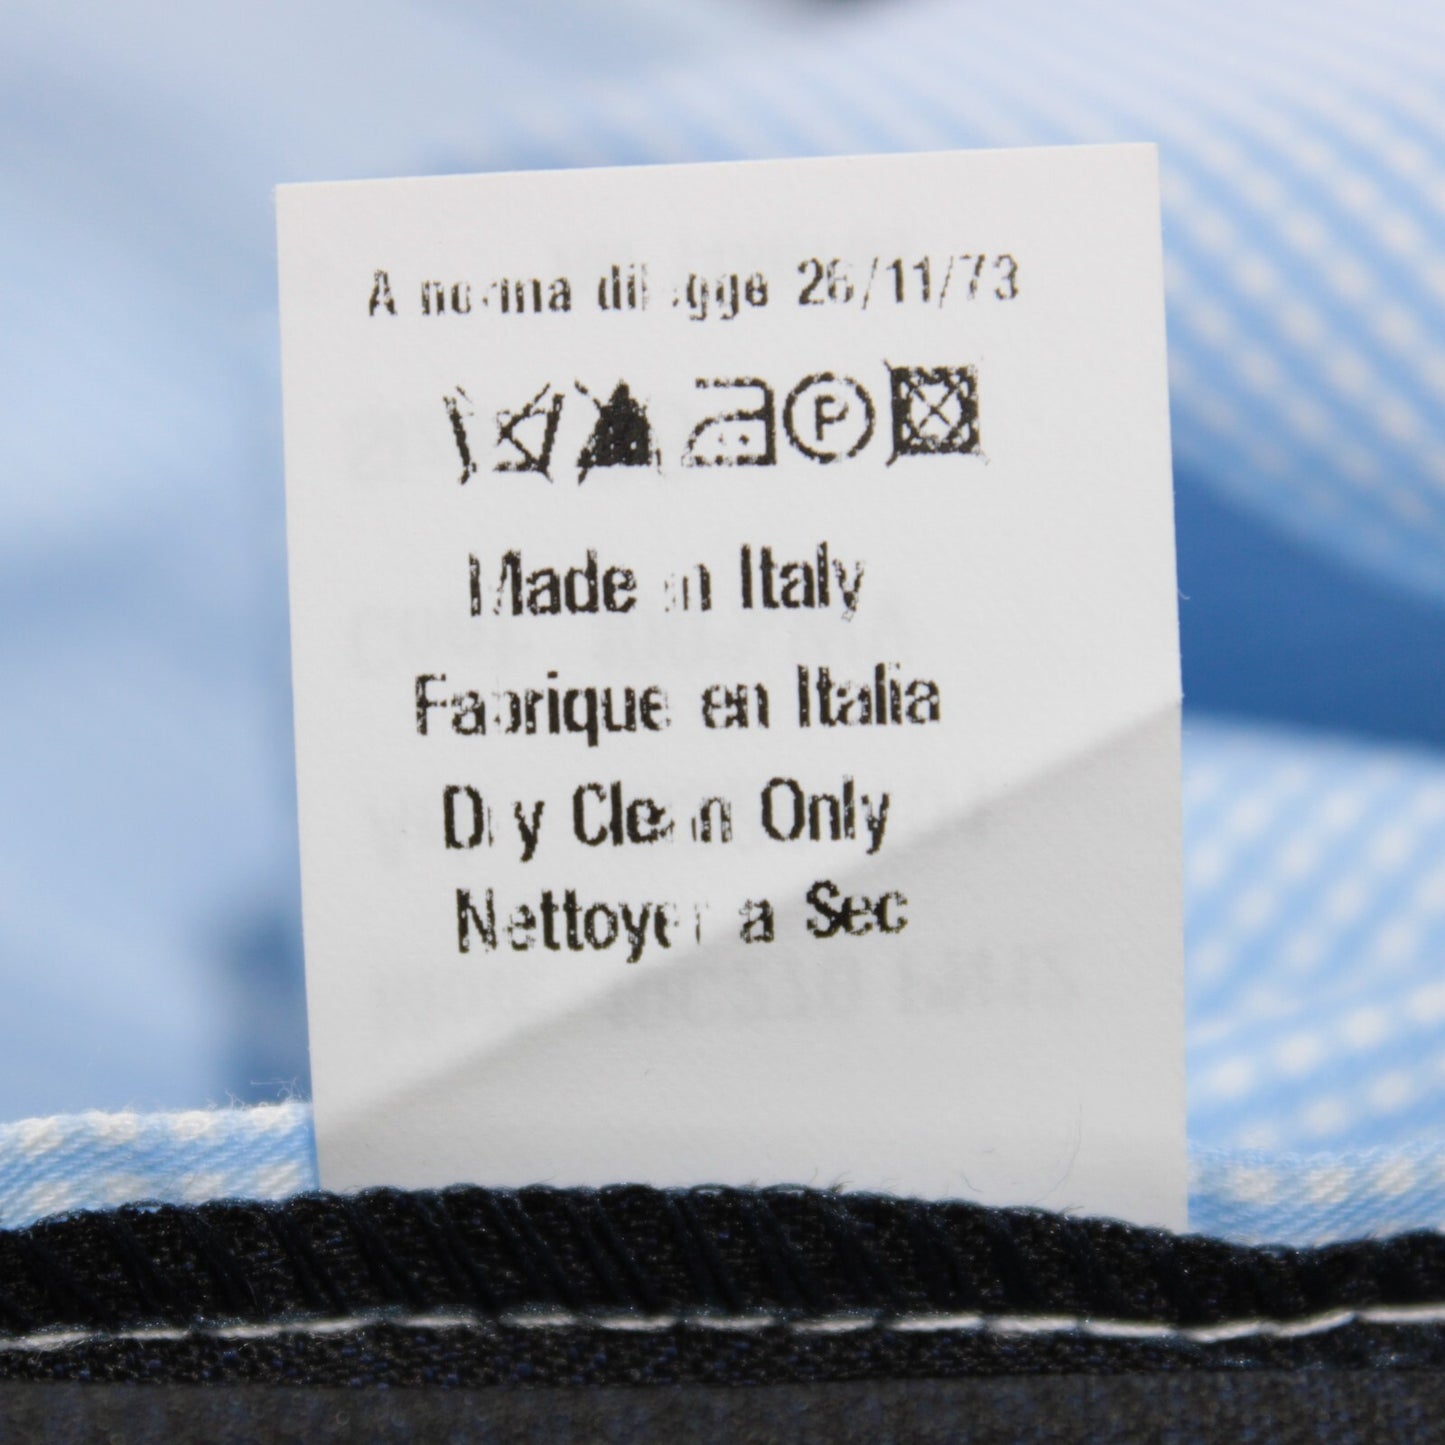 A norma di legge 26/11/73
P
Made in Italy
Fabrique en Italia
Dry Clean Only
Nettoyer a Sec